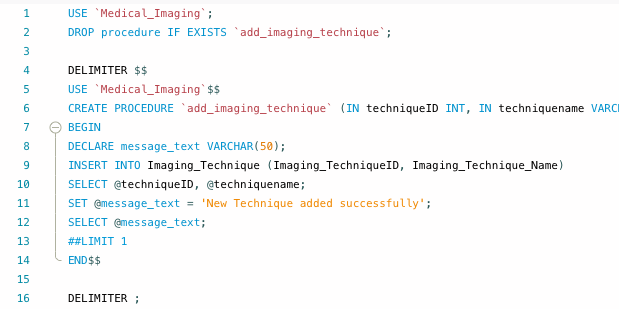 1 USE `Medical_Imaging`;
2 DROP procedure IF EXISTS `add_imaging_technique`;
3
4 DELIMITER $$
5 USE `Medical_Imaging`$$
6 CREATE PROCEDURE `add_imaging_technique` (IN techniqueID INT, IN techniquename VARCH
7 BEGIN
8 DECLARE message_text VARCHAR(50);
9 INSERT INTO Imaging_Technique (Imaging_TechniqueID, Imaging_Technique_Name)
10 SELECT @techniqueID, @techniquename;
11 SET @message_text = 'New Technique added successfully';
12 SELECT @message_text;
13 ##LIMIT 1
14 END$$
15
16 DELIMITER ;